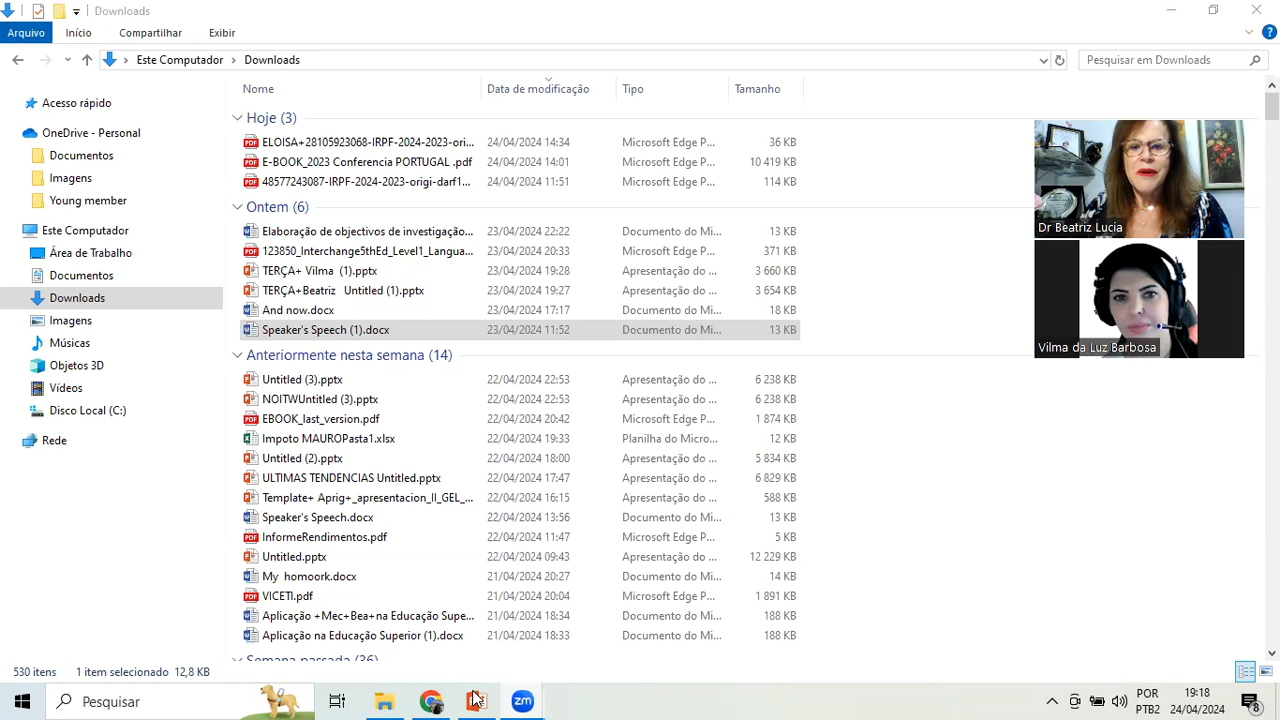 Downloads
Arquivo Início Compartilhar Exibir
Este Computador Downloads Pesquisar em Downloads
Nome Data de modificação Tipo Tamanho
Acesso rápido
OneDrive - Personal
Documentos
Imagens
Young member
Este Computador
Área de Trabalho
Documentos
Downloads
Imagens
Músicas
Objetos 3D
Vídeos
Disco Local (C:)
Rede
Hoje (3)
ELOISA+28105923068-IRPF-2024-2023-ori... 24/04/2024 14:34 Microsoft Edge P... 36 KB
E-BOOK_2023 Conferencia PORTUGAL .pdf 24/04/2024 14:01 Microsoft Edge P... 10 419 KB
48577243087-IRPF-2024-2023-origi-darf1... 24/04/2024 11:51 Microsoft Edge P... 114 KB
Ontem (6)
Elaboração de objetivos de investigação... 23/04/2024 22:22 Documento do Mi... 13 KB
123850_Interchange5thEd_Level1_Langua... 23/04/2024 20:33 Microsoft Edge P... 371 KB
TERÇA+ Vilma (1).pptx 23/04/2024 19:28 Apresentação do ... 3 660 KB
TERÇA+Beatriz Untitled (1).pptx 23/04/2024 19:27 Apresentação do ... 3 654 KB
And now.docx 23/04/2024 17:17 Documento do Mi... 18 KB
Speaker's Speech (1).docx 23/04/2024 11:52 Documento do Mi... 13 KB
Anteriormente nesta semana (14)
Untitled (3).pptx 22/04/2024 22:53 Apresentação do ... 6 238 KB
NOITWUntitled (3).pptx 22/04/2024 22:53 Apresentação do ... 6 238 KB
EBOOK_last_version.pdf 22/04/2024 20:42 Microsoft Edge P... 1 874 KB
Impoto MAUROPasta1.xlsx 22/04/2024 19:33 Planilha do Micro... 12 KB
Untitled (2).pptx 22/04/2024 18:00 Apresentação do ... 5 834 KB
ULTIMAS TENDENCIAS Untitled.pptx 22/04/2024 17:47 Apresentação do ... 6 829 KB
Template+ Aprig+_apresentacion_II_GEL_... 22/04/2024 16:15 Apresentação do ... 588 KB
Speaker's Speech.docx 22/04/2024 13:56 Documento do Mi... 13 KB
InformeRendimentos.pdf 22/04/2024 11:47 Microsoft Edge P... 5 KB
Untitled.pptx 22/04/2024 09:43 Apresentação do ... 12 229 KB
My homoork.docx 21/04/2024 20:27 Documento do Mi... 14 KB
VICETI.pdf 21/04/2024 20:04 Microsoft Edge P... 1 891 KB
Aplicação +Mec+Bea+na Educação Supe... 21/04/2024 18:34 Documento do Mi... 188 KB
Aplicação na Educação Superior (1).docx 21/04/2024 18:33 Documento do Mi... 188 KB
Semana passada (36)
Dr Beatriz Lucia
Vilma da Luz Barbosa
530 itens 1 item selecionado 12,8 KB
Pesquisar
zm
POR
PTB2
19:18
24/04/2024
8